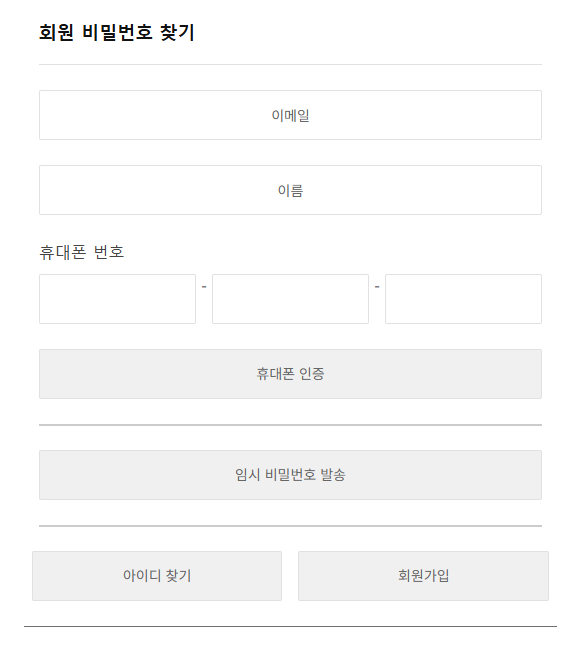 회원 비밀번호 찾기
이메일
이름
휴대폰 번호
- -
휴대폰 인증
임시 비밀번호 발송
아이디 찾기 회원가입